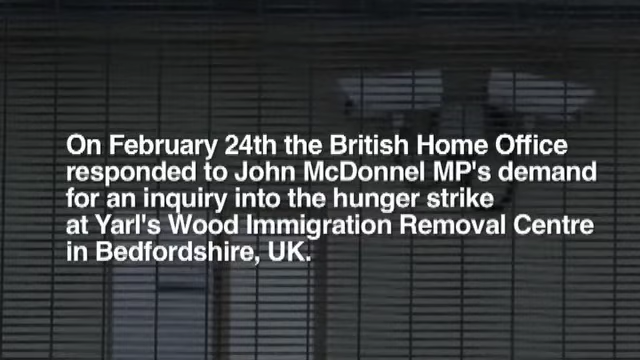 On February 24th the British Home Office
responded to John McDonnel MP's demand
for an inquiry into the hunger strike
at Yarl's Wood Immigration Removal Centre
in Bedfordshire, UK.